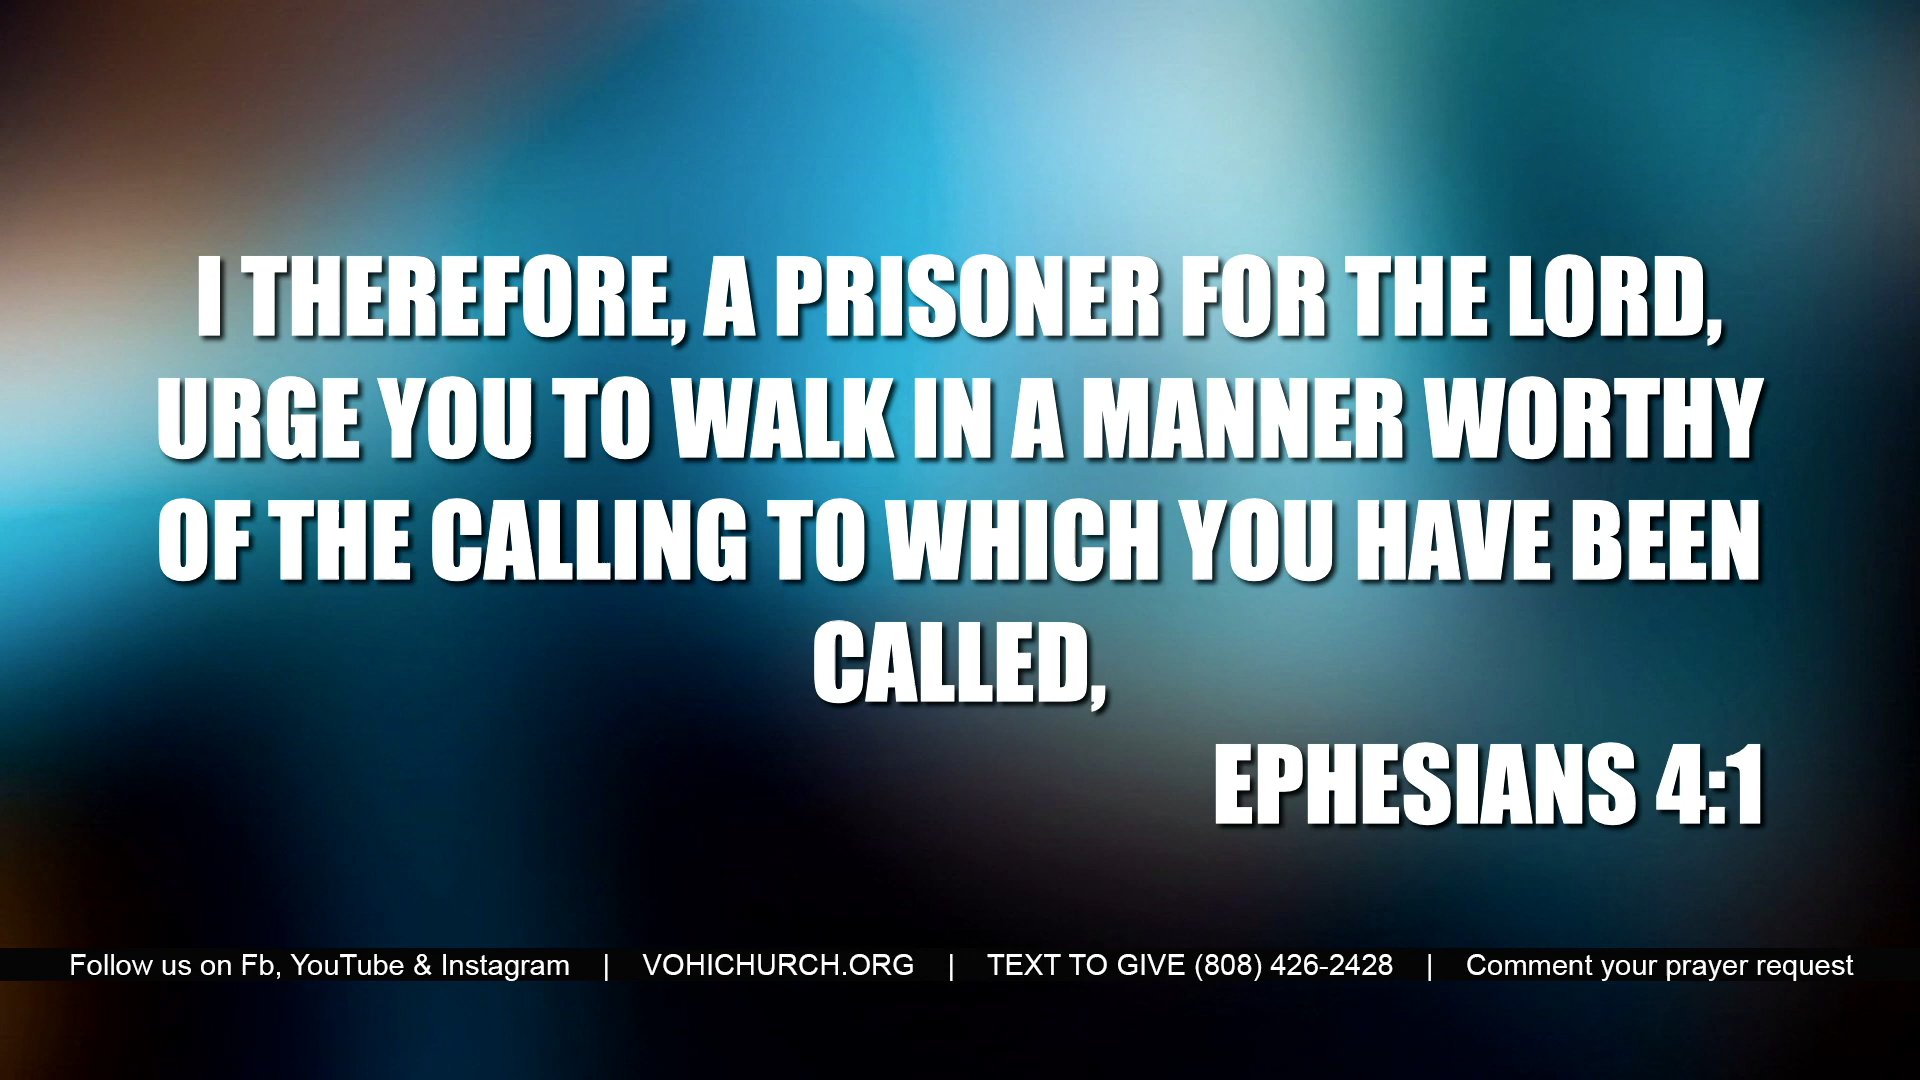 I THEREFORE, A PRISONER FOR THE LORD,
URGE YOU TO WALK IN A MANNER WORTHY
OF THE CALLING TO WHICH YOU HAVE BEEN
CALLED,
EPHESIANS 4:1
Follow us on Fb, YouTube & Instagram | VOHICHURCH.ORG | TEXT TO GIVE (808) 426-2428 | Comment your prayer request